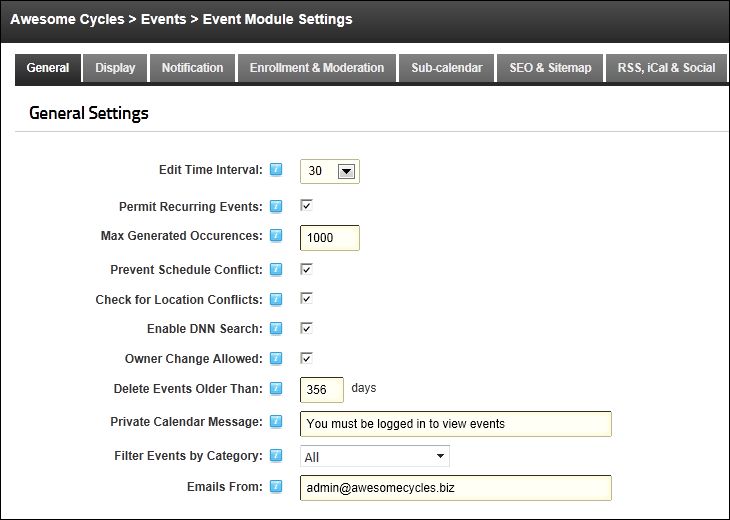 Awesome Cycles > Events > Event Module Settings
General Display Notification Enrollment & Moderation Sub-calendar SEO & Sitemap RSS, iCal & Social
General Settings
Edit Time Interval: 30
Permit Recurring Events:
Max Generated Occurences: 1000
Prevent Schedule Conflict:
Check for Location Conflicts:
Enable DNN Search:
Owner Change Allowed:
Delete Events Older Than: 356 days
Private Calendar Message: You must be logged in to view events
Filter Events by Category: All
Emails From: admin@awesomecycles.biz